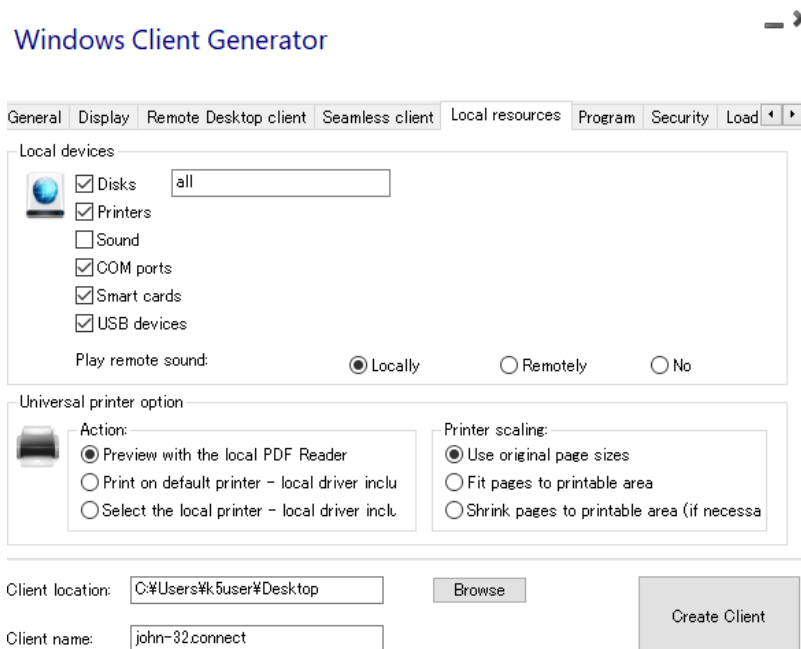 Windows Client Generator
General Display Remote Desktop client Seamless client Local resources Program Security Load
Local devices
Disks all
Printers
Sound
COM ports
Smart cards
USB devices
Play remote sound: Locally Remotely No
Universal printer option
Action: Printer scaling:
Preview with the local PDF Reader Use original page sizes
Print on default printer - local driver inclu Fit pages to printable area
Select the local printer - local driver inclu Shrink pages to printable area (if necessa
Client location: C:¥Users¥k5user¥Desktop Browse
Create Client
Client name: john-32.connect